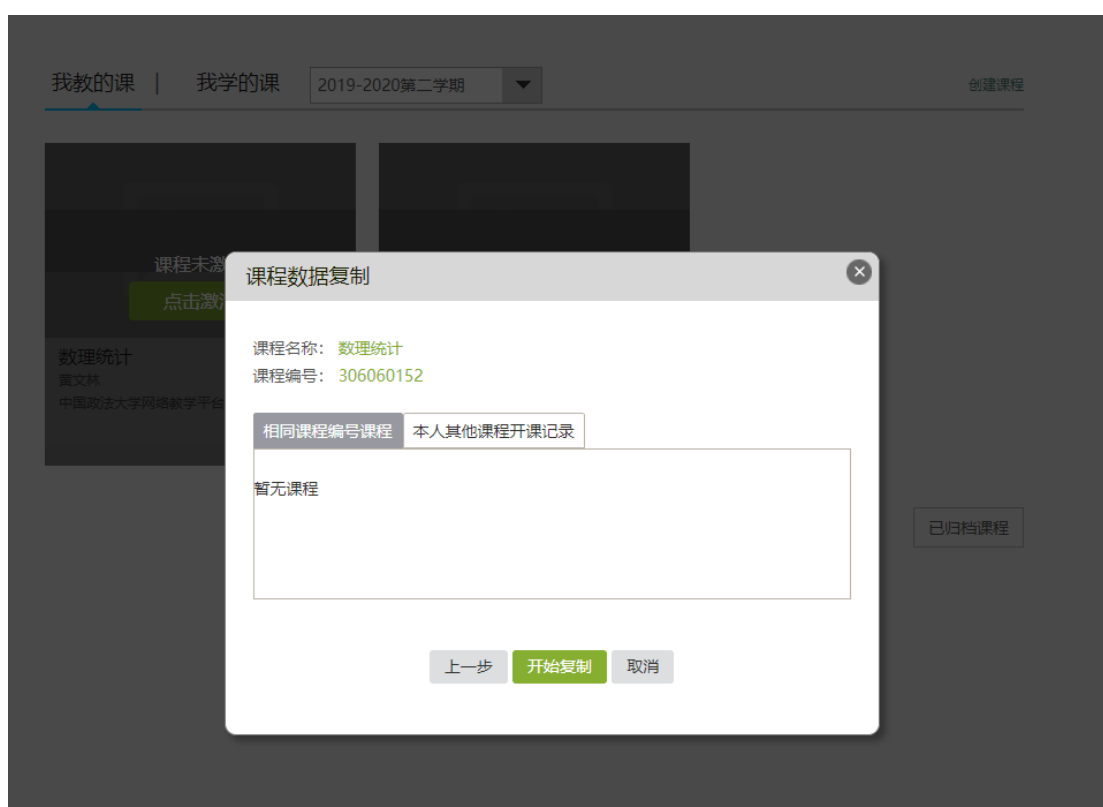 我教的课 | 我学的课 2019-2020第二学期 创建课程
课程未激
点击激
数理统计
黄文林
中国政法大学网络教学平台
课程数据复制
课程名称： 数理统计
课程编号： 306060152
相同课程编号课程 本人其他课程开课记录
暂无课程
已归档课程
上一步 开始复制 取消